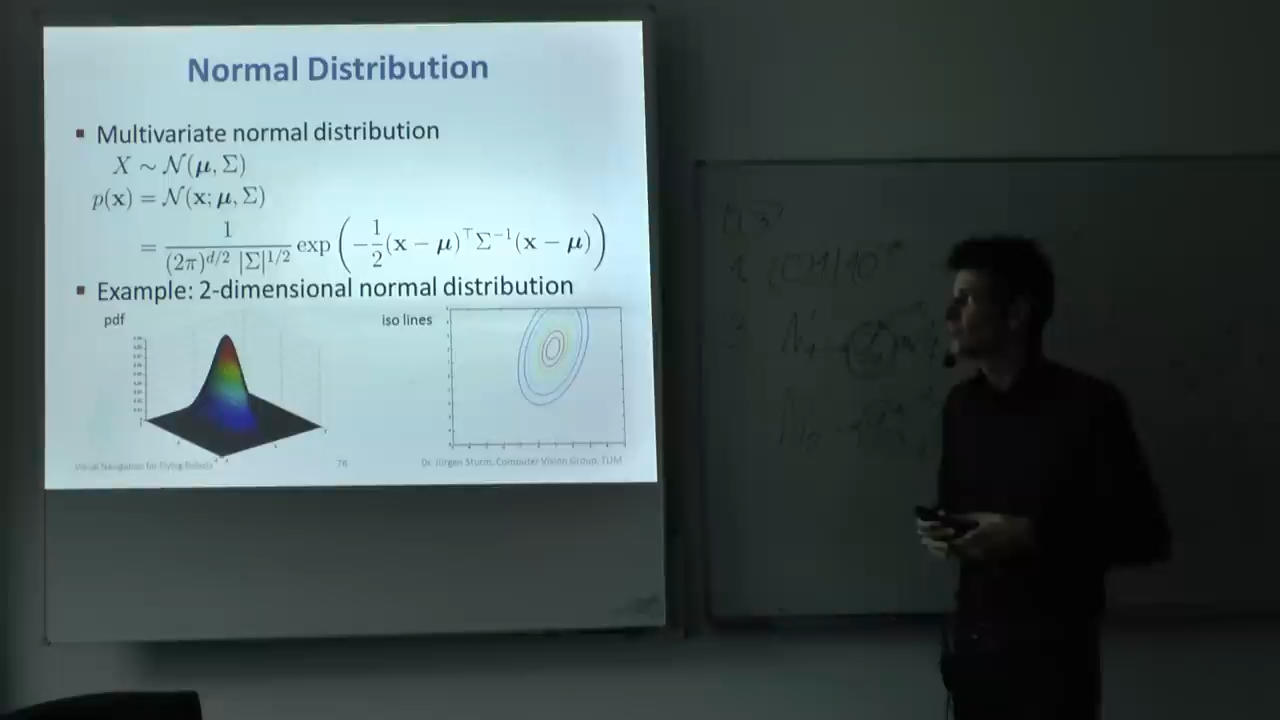 Normal Distribution
▪ Multivariate normal distribution
X ∼ 𝒩(μ, Σ)
p(x) = 𝒩(x; μ, Σ)
= 1 / ((2π)^{d/2} |Σ|^{1/2}) exp(−1/2 (x − μ)^⊤ Σ^{−1} (x − μ))
▪ Example: 2-dimensional normal distribution
pdf
iso lines
Visual Navigation for Flying Robots
76
Dr. Jürgen Sturm, Computer Vision Group, TUM